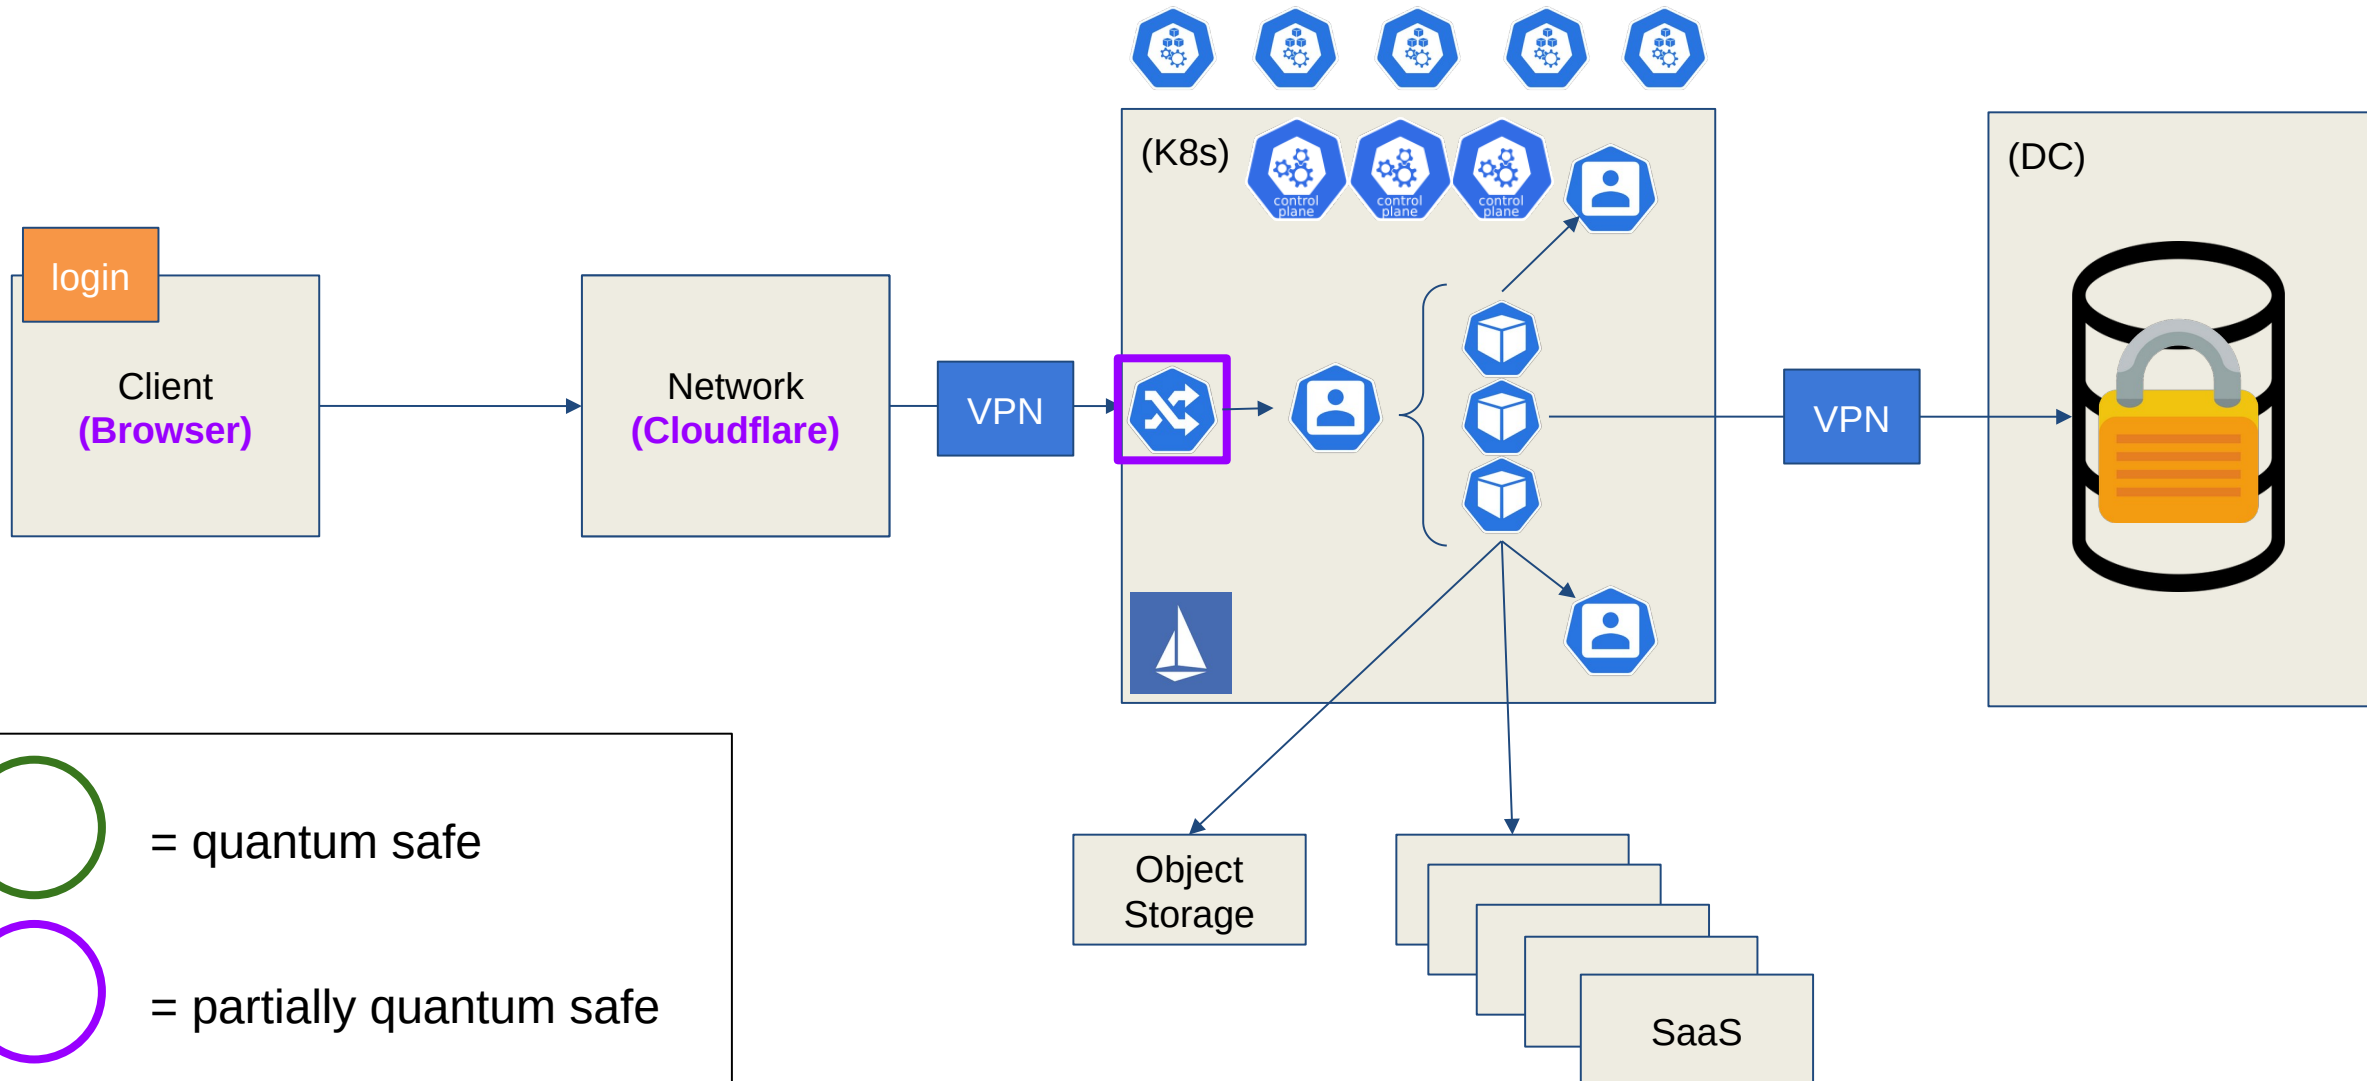 (K8s)
control
plane
control
plane
control
plane
(DC)
login
Client
(Browser)
Network
(Cloudflare)
VPN
VPN
= quantum safe
= partially quantum safe
Object
Storage
SaaS